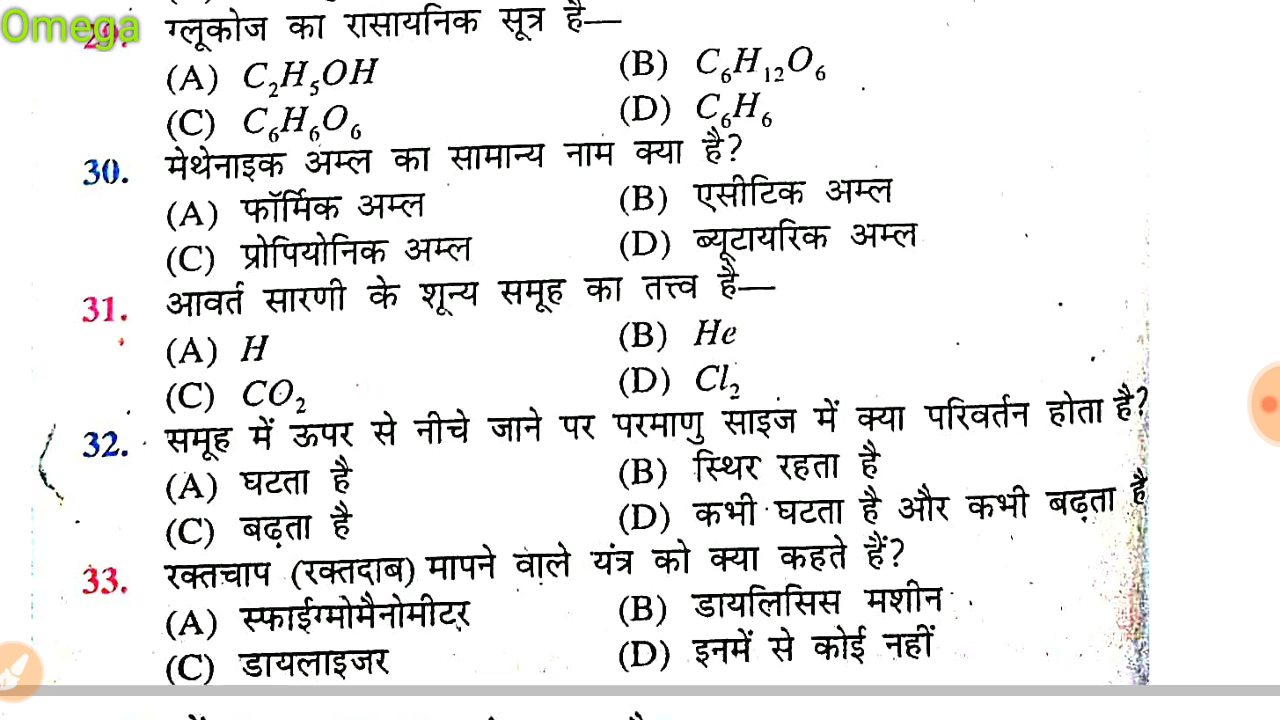 Omega
29. ग्लूकोज का रासायनिक सूत्र है—
(A) C₂H₅OH (B) C₆H₁₂O₆
(C) C₆H₆O₆ (D) C₆H₆
30. मेथेनाइक अम्ल का सामान्य नाम क्या है?
(A) फॉर्मिक अम्ल (B) एसीटिक अम्ल
(C) प्रोपियोनिक अम्ल (D) ब्यूटायरिक अम्ल
31. आवर्त सारणी के शून्य समूह का तत्त्व है—
(A) H (B) He
(C) CO₂ (D) Cl₂
32. समूह में ऊपर से नीचे जाने पर परमाणु साइज में क्या परिवर्तन होता है?
(A) घटता है (B) स्थिर रहता है
(C) बढ़ता है (D) कभी घटता है और कभी बढ़ता है
33. रक्तचाप (रक्तदाब) मापने वाले यंत्र को क्या कहते हैं?
(A) स्फाईग्मोमैनोमीटर (B) डायलिसिस मशीन
(C) डायलाइजर (D) इनमें से कोई नहीं